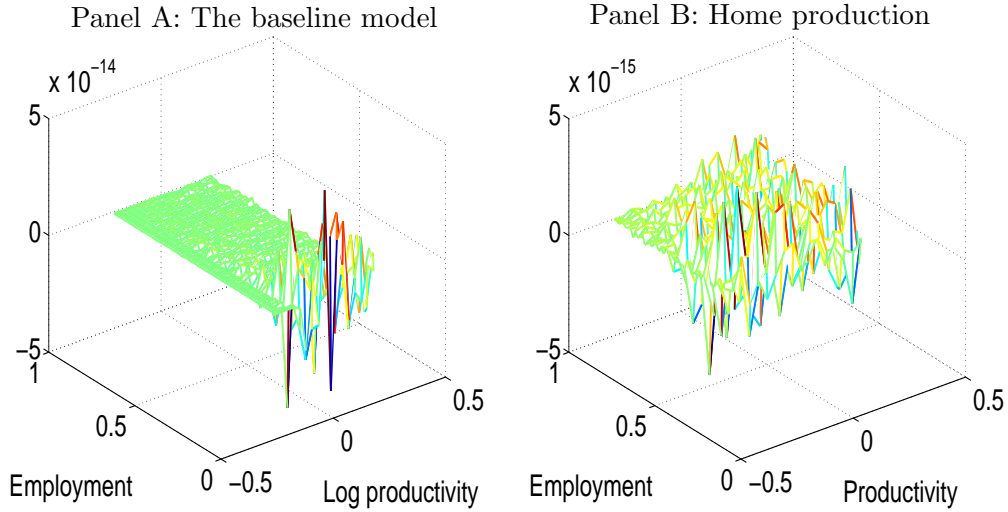 Panel A: The baseline model
x 10^−14
5
0
−5
1
0.5
0
−0.5
0
0.5
Employment
Log productivity
Panel B: Home production
x 10^−15
5
0
−5
1
0.5
0
−0.5
0
0.5
Employment
Productivity